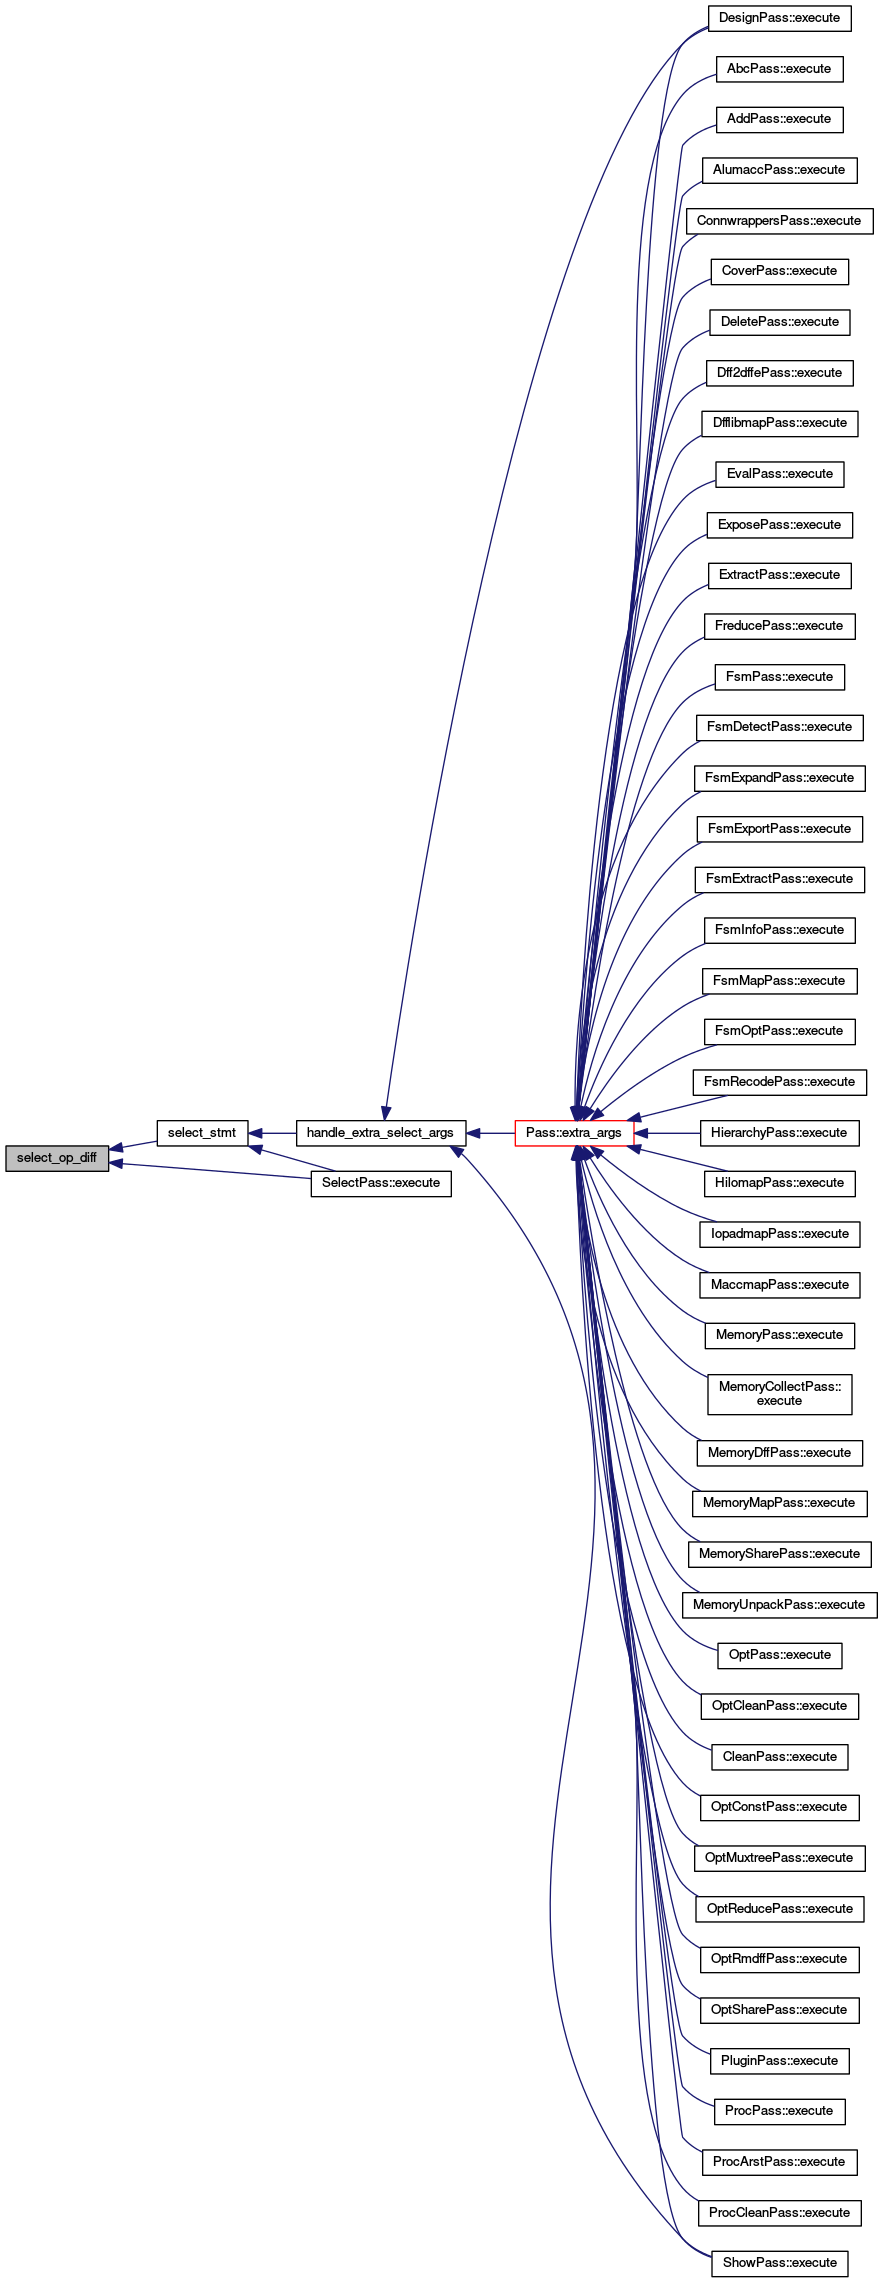 DesignPass::execute
AbcPass::execute
AddPass::execute
AlumaccPass::execute
ConnwrappersPass::execute
CoverPass::execute
DeletePass::execute
Dff2dffePass::execute
DfflibmapPass::execute
EvalPass::execute
ExposePass::execute
ExtractPass::execute
FreducePass::execute
FsmPass::execute
FsmDetectPass::execute
FsmExpandPass::execute
FsmExportPass::execute
FsmExtractPass::execute
FsmInfoPass::execute
FsmMapPass::execute
FsmOptPass::execute
FsmRecodePass::execute
select_op_diff
select_stmt
handle_extra_select_args
Pass::extra_args
HierarchyPass::execute
SelectPass::execute
HilomapPass::execute
IopadmapPass::execute
MaccmapPass::execute
MemoryPass::execute
MemoryCollectPass::
execute
MemoryDffPass::execute
MemoryMapPass::execute
MemorySharePass::execute
MemoryUnpackPass::execute
OptPass::execute
OptCleanPass::execute
CleanPass::execute
OptConstPass::execute
OptMuxtreePass::execute
OptReducePass::execute
OptRmdffPass::execute
OptSharePass::execute
PluginPass::execute
ProcPass::execute
ProcArstPass::execute
ProcCleanPass::execute
ShowPass::execute